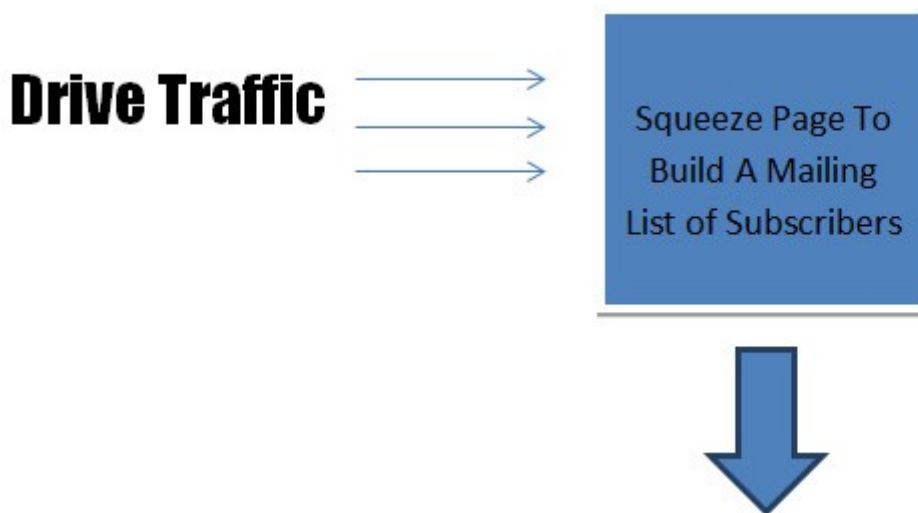 Drive Traffic
Squeeze Page To
Build A Mailing
List of Subscribers